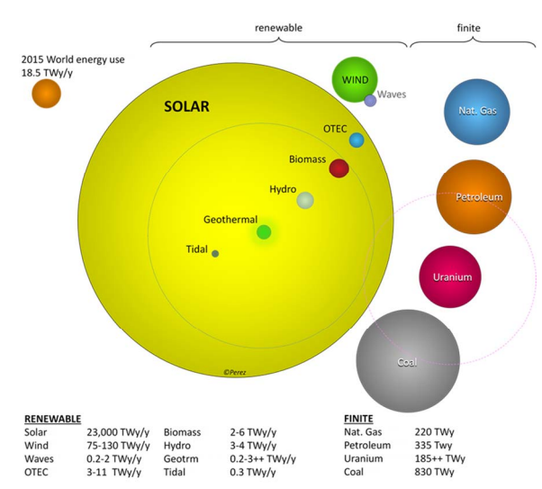 renewable
finite
2015 World energy use
18.5 TWy/y
SOLAR
WIND
Waves
OTEC
Biomass
Hydro
Geothermal
Tidal
Nat. Gas
Petroleum
Uranium
Coal
©Perez
RENEWABLE
Solar 23,000 TWy/y Biomass 2-6 TWy/y
Wind 75-130 TWy/y Hydro 3-4 TWy/y
Waves 0.2-2 TWy/y Geotrm 0.2-3++ TWy/y
OTEC 3-11 TWy/y Tidal 0.3 TWy/y
FINITE
Nat. Gas 220 TWy
Petroleum 335 Twy
Uranium 185++ TWy
Coal 830 TWy